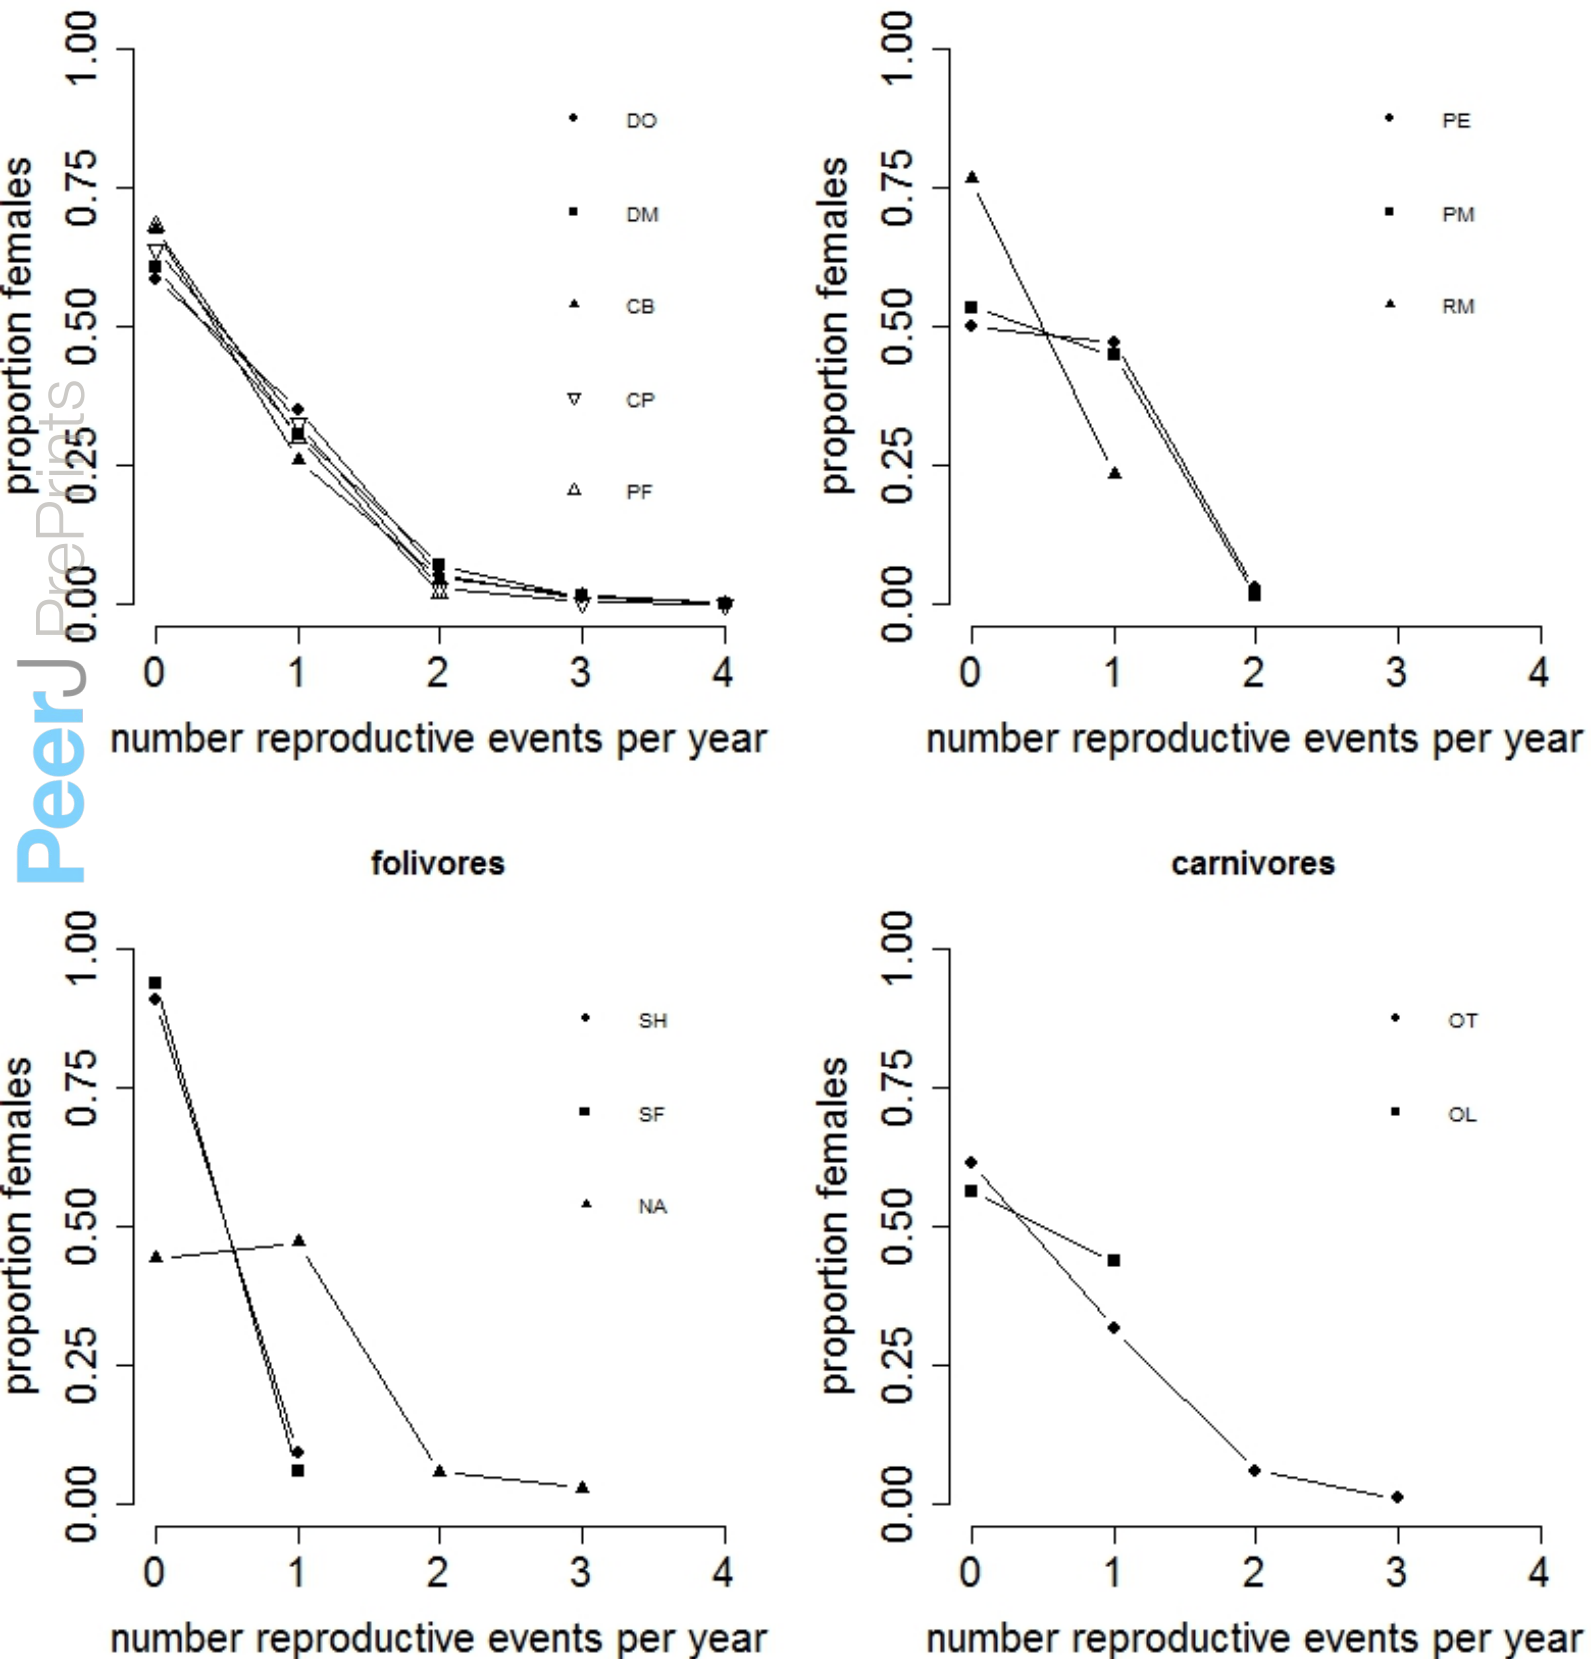 1.00
0.75
0.50
0.25
0.00
proportion females
DO
DM
CB
CP
PF
0 1 2 3 4
number reproductive events per year
1.00
0.75
0.50
0.25
0.00
proportion females
PE
PM
RM
0 1 2 3 4
number reproductive events per year
PeerJ PrePrints
folivores
1.00
0.75
0.50
0.25
0.00
proportion females
SH
SF
NA
0 1 2 3 4
number reproductive events per year
carnivores
1.00
0.75
0.50
0.25
0.00
proportion females
OT
OL
0 1 2 3 4
number reproductive events per year